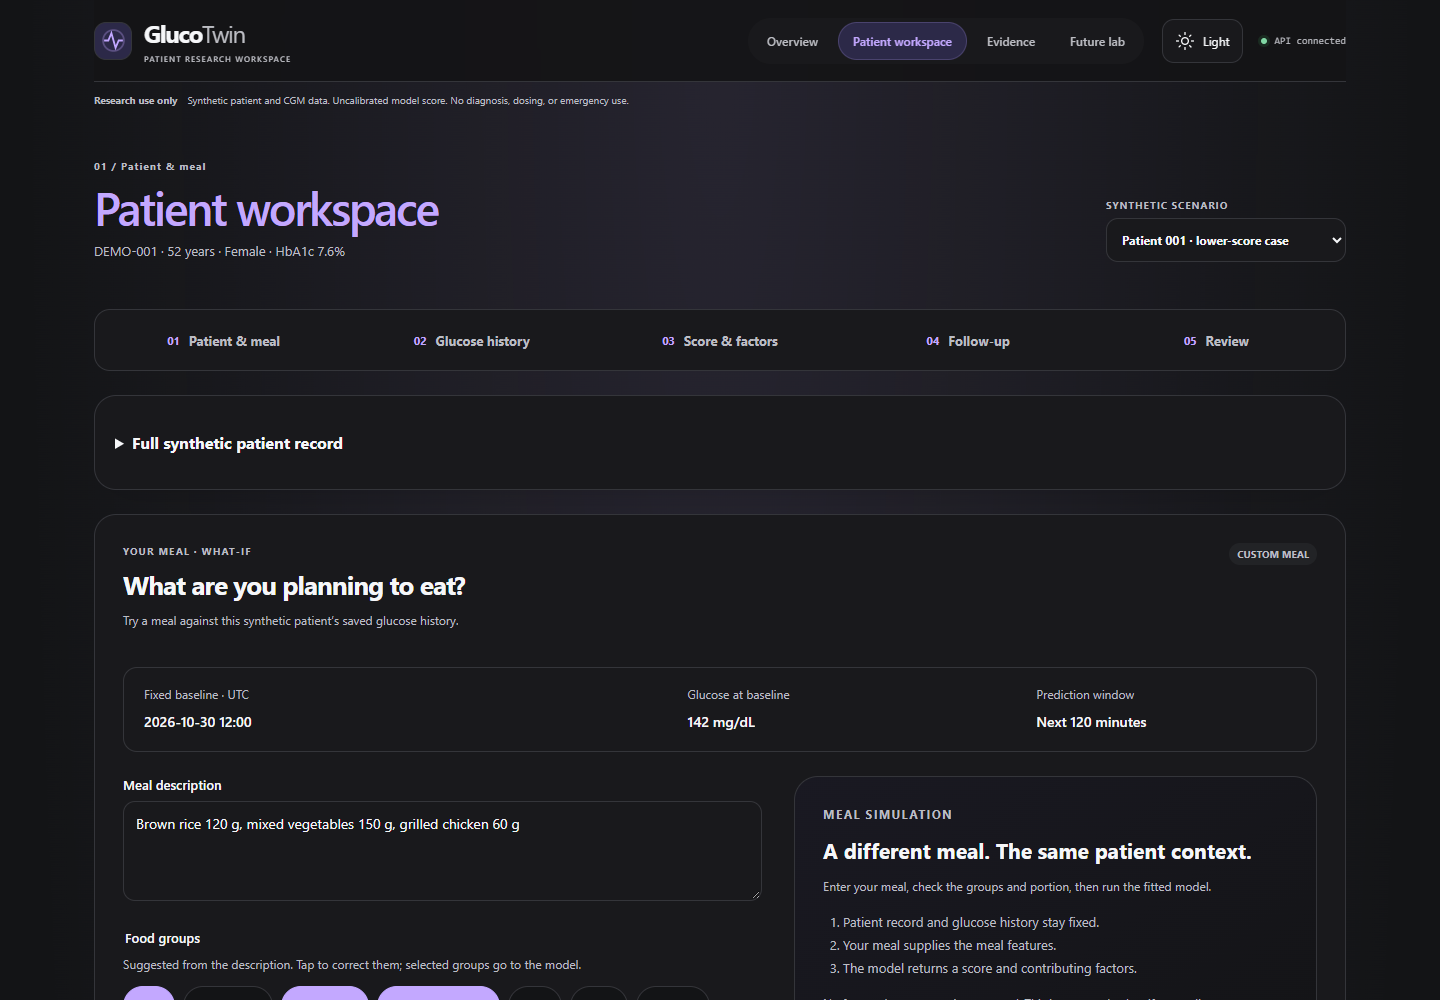 GlucoTwin
PATIENT RESEARCH WORKSPACE
Overview
Patient workspace
Evidence
Future lab
Light
API connected
Research use only Synthetic patient and CGM data. Uncalibrated model score. No diagnosis, dosing, or emergency use.
01 / Patient & meal
Patient workspace
DEMO-001 · 52 years · Female · HbA1c 7.6%
SYNTHETIC SCENARIO
Patient 001 · lower-score case
01 Patient & meal
02 Glucose history
03 Score & factors
04 Follow-up
05 Review
Full synthetic patient record
YOUR MEAL · WHAT-IF
CUSTOM MEAL
What are you planning to eat?
Try a meal against this synthetic patient's saved glucose history.
Fixed baseline · UTC
2026-10-30 12:00
Glucose at baseline
142 mg/dL
Prediction window
Next 120 minutes
Meal description
Brown rice 120 g, mixed vegetables 150 g, grilled chicken 60 g
Food groups
Suggested from the description. Tap to correct them; selected groups go to the model.
MEAL SIMULATION
A different meal. The same patient context.
Enter your meal, check the groups and portion, then run the fitted model.
1. Patient record and glucose history stay fixed.
2. Your meal supplies the meal features.
3. The model returns a score and contributing factors.